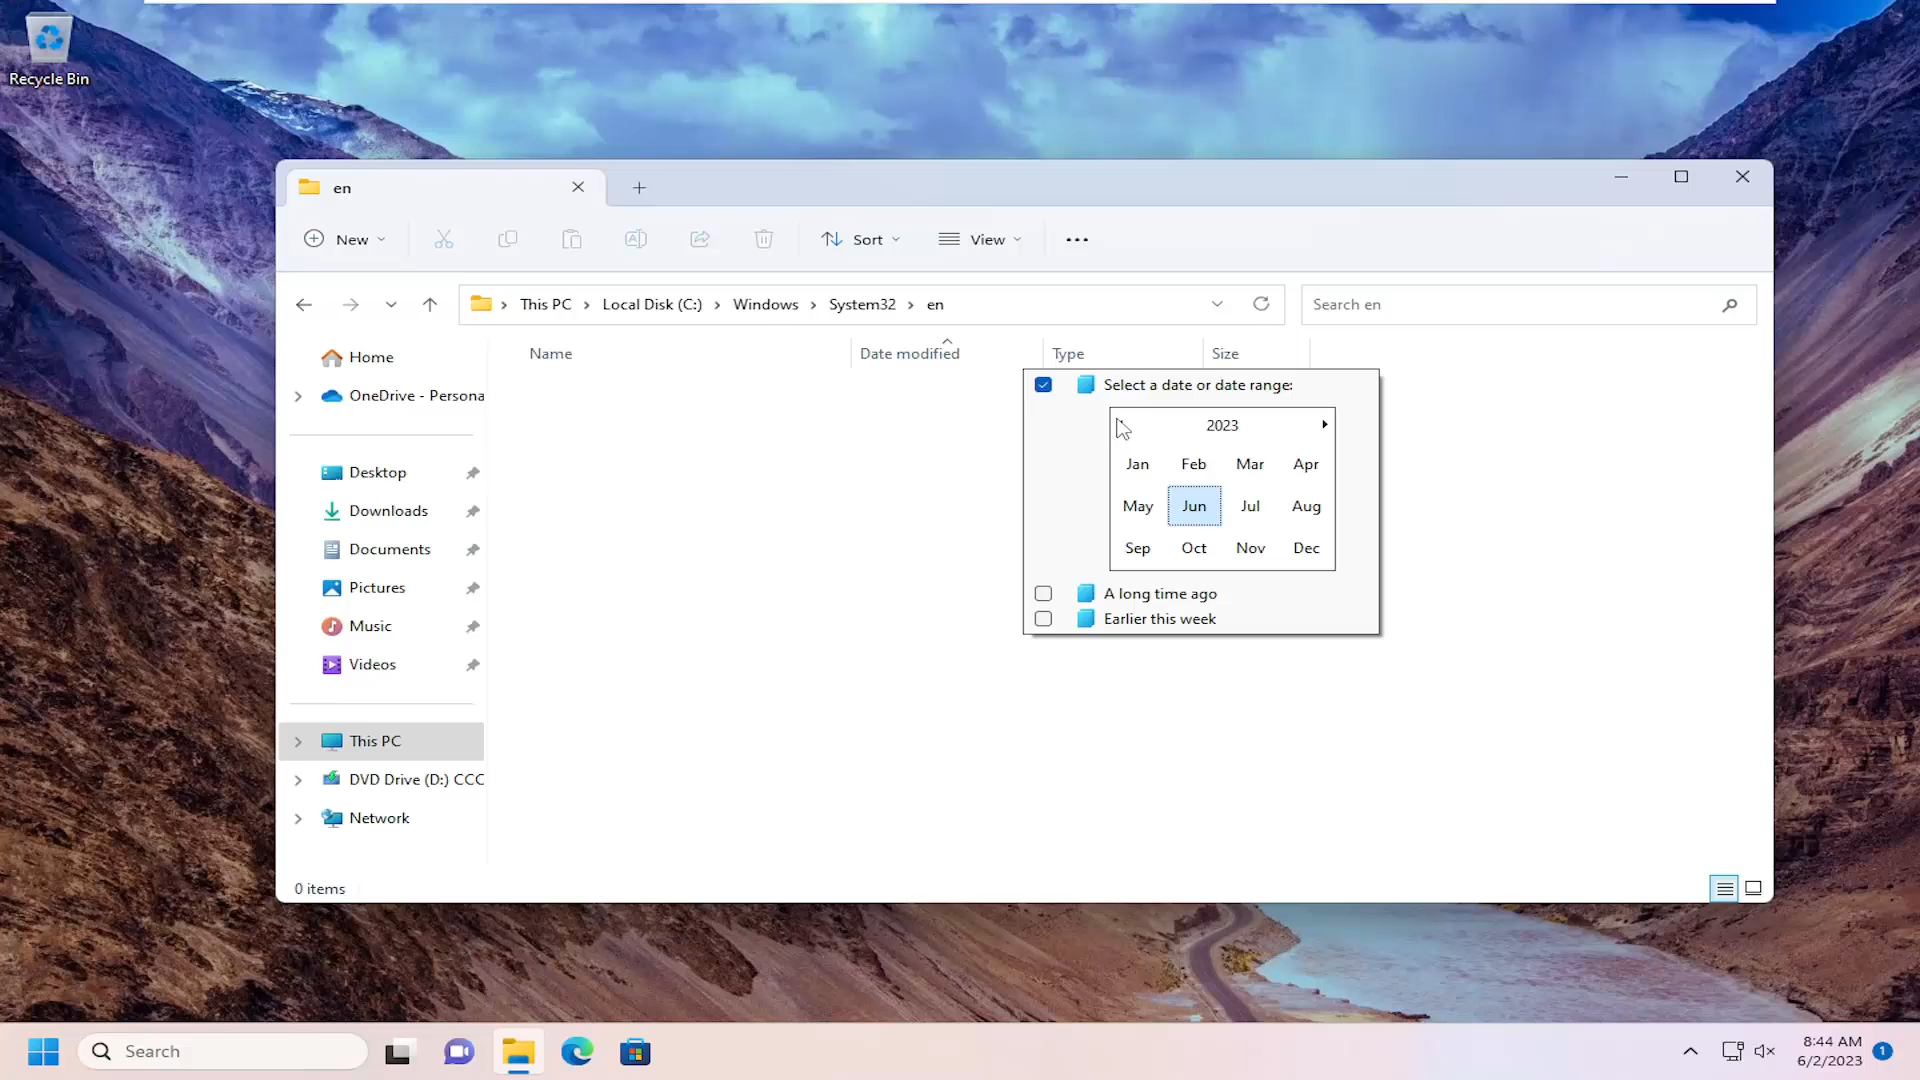 Recycle Bin
en
New
Sort
View
This PC
Local Disk (C:)
Windows
System32
en
Search en
Home
OneDrive - Persona
Desktop
Downloads
Documents
Pictures
Music
Videos
This PC
DVD Drive (D:) CCC
Network
Name
Date modified
Type
Size
Select a date or date range:
2023
Jan Feb Mar Apr
May Jun Jul Aug
Sep Oct Nov Dec
A long time ago
Earlier this week
0 items
Search
8:44 AM
6/2/2023
1